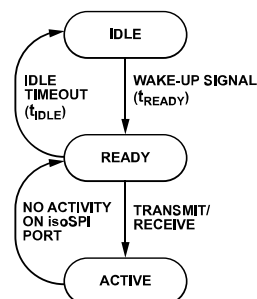 IDLE
IDLE
TIMEOUT
(tIDLE)
WAKE-UP SIGNAL
(tREADY)
READY
NO ACTIVITY
ON isoSPI
PORT
TRANSMIT/
RECEIVE
ACTIVE